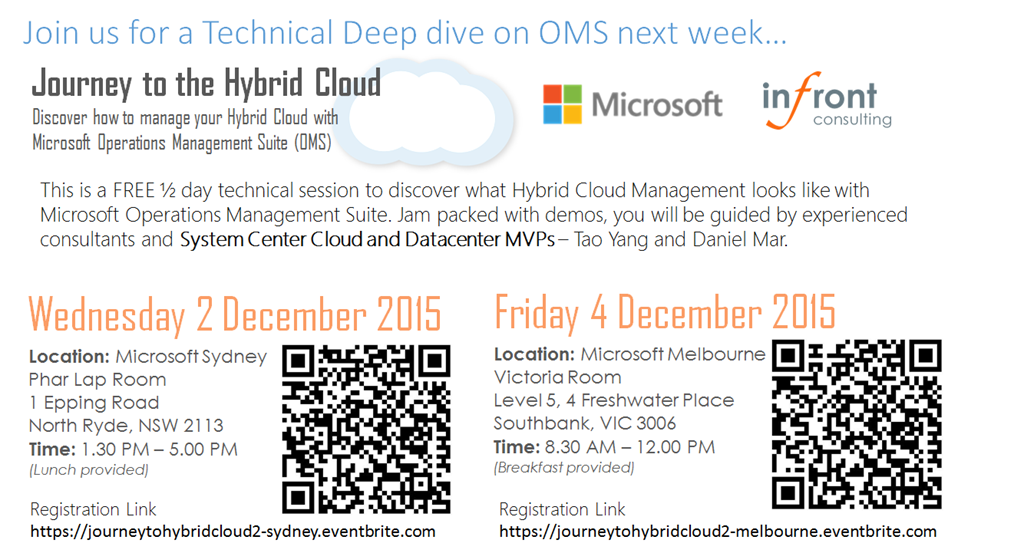 Join us for a Technical Deep dive on OMS next week...
Journey to the Hybrid Cloud
Discover how to manage your Hybrid Cloud with
Microsoft Operations Management Suite (OMS)
Microsoft
infront
consulting
This is a FREE ½ day technical session to discover what Hybrid Cloud Management looks like with
Microsoft Operations Management Suite. Jam packed with demos, you will be guided by experienced
consultants and System Center Cloud and Datacenter MVPs – Tao Yang and Daniel Mar.
Wednesday 2 December 2015
Location: Microsoft Sydney
Phar Lap Room
1 Epping Road
North Ryde, NSW 2113
Time: 1.30 PM – 5.00 PM
(Lunch provided)
Registration Link
https://journeytohybridcloud2-sydney.eventbrite.com
Friday 4 December 2015
Location: Microsoft Melbourne
Victoria Room
Level 5, 4 Freshwater Place
Southbank, VIC 3006
Time: 8.30 AM – 12.00 PM
(Breakfast provided)
Registration Link
https://journeytohybridcloud2-melbourne.eventbrite.com